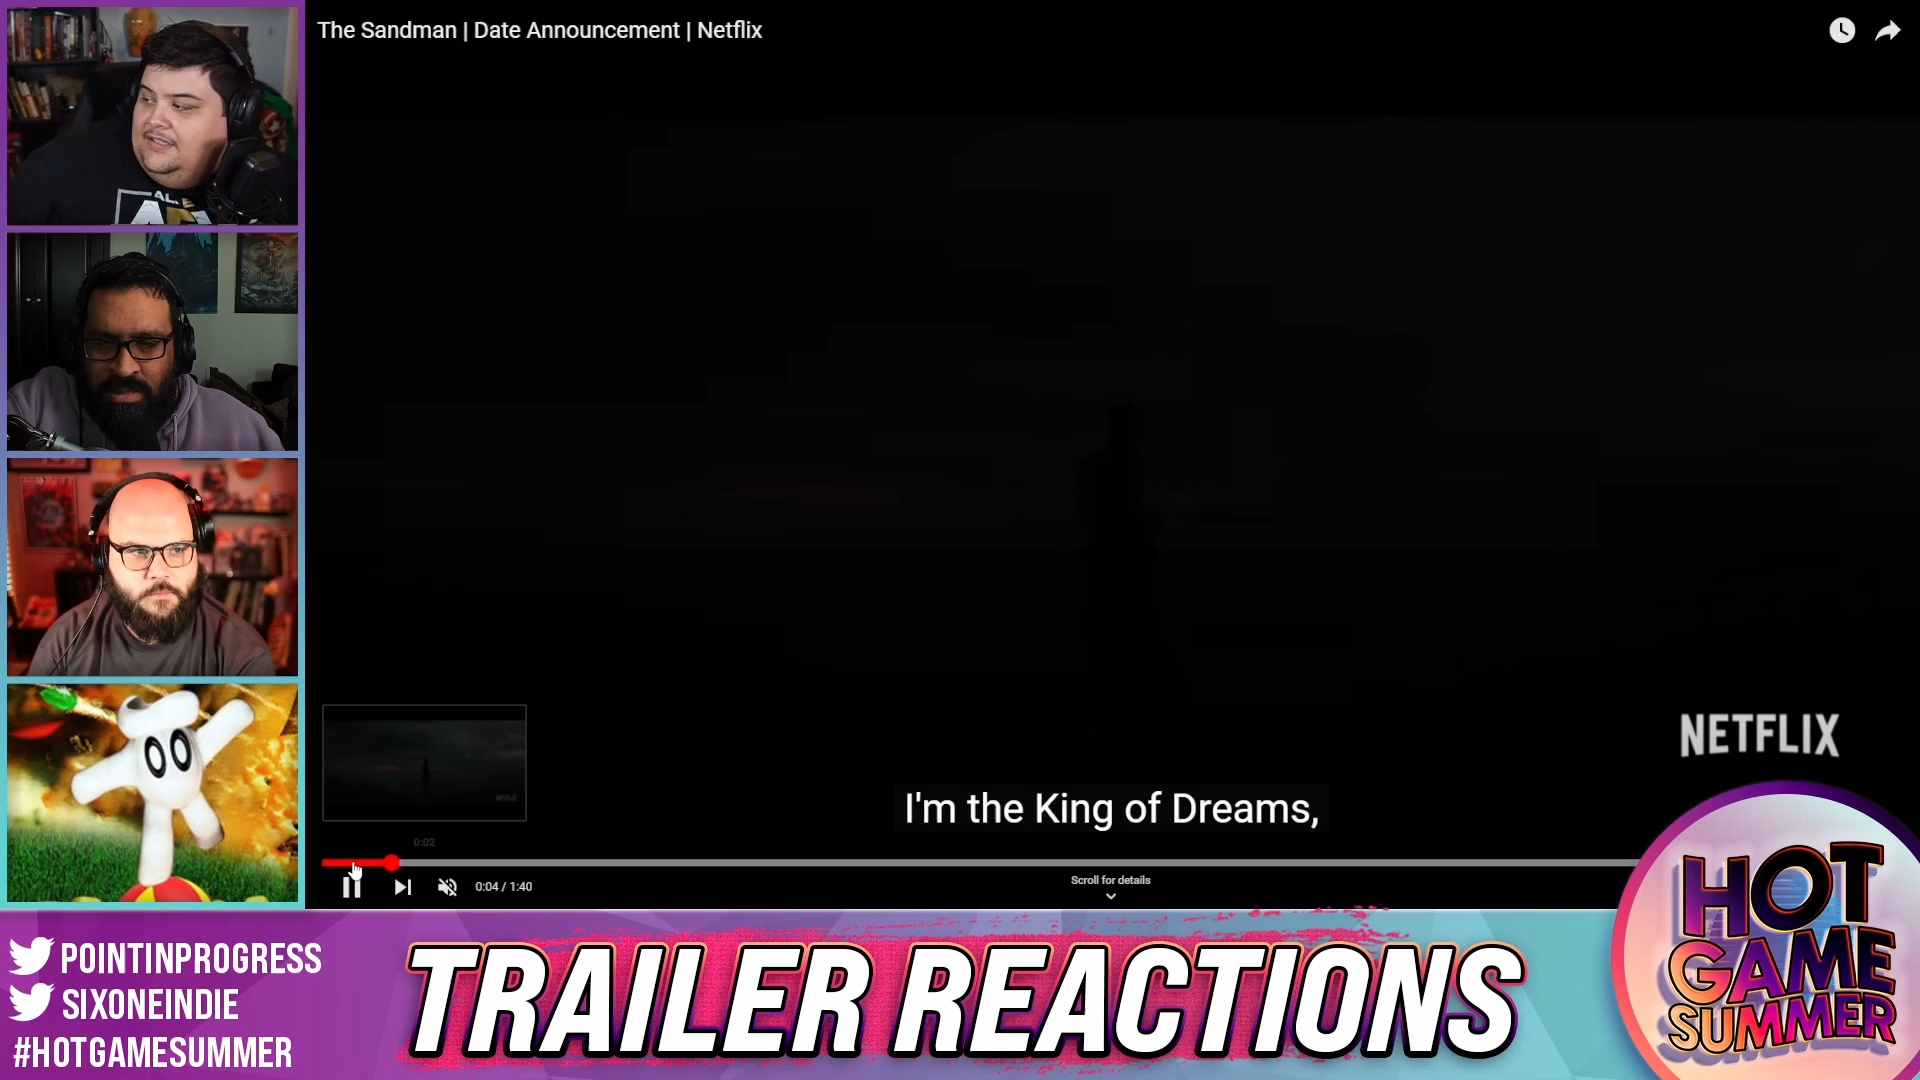 The Sandman | Date Announcement | Netflix
NETFLIX
I'm the King of Dreams,
0:02
0:04 / 1:40
Scroll for details
POINTINPROGRESS
SIXONEINDIE
#HOTGAMESUMMER
TRAILER REACTIONS
HOT
GAME
SUMMER